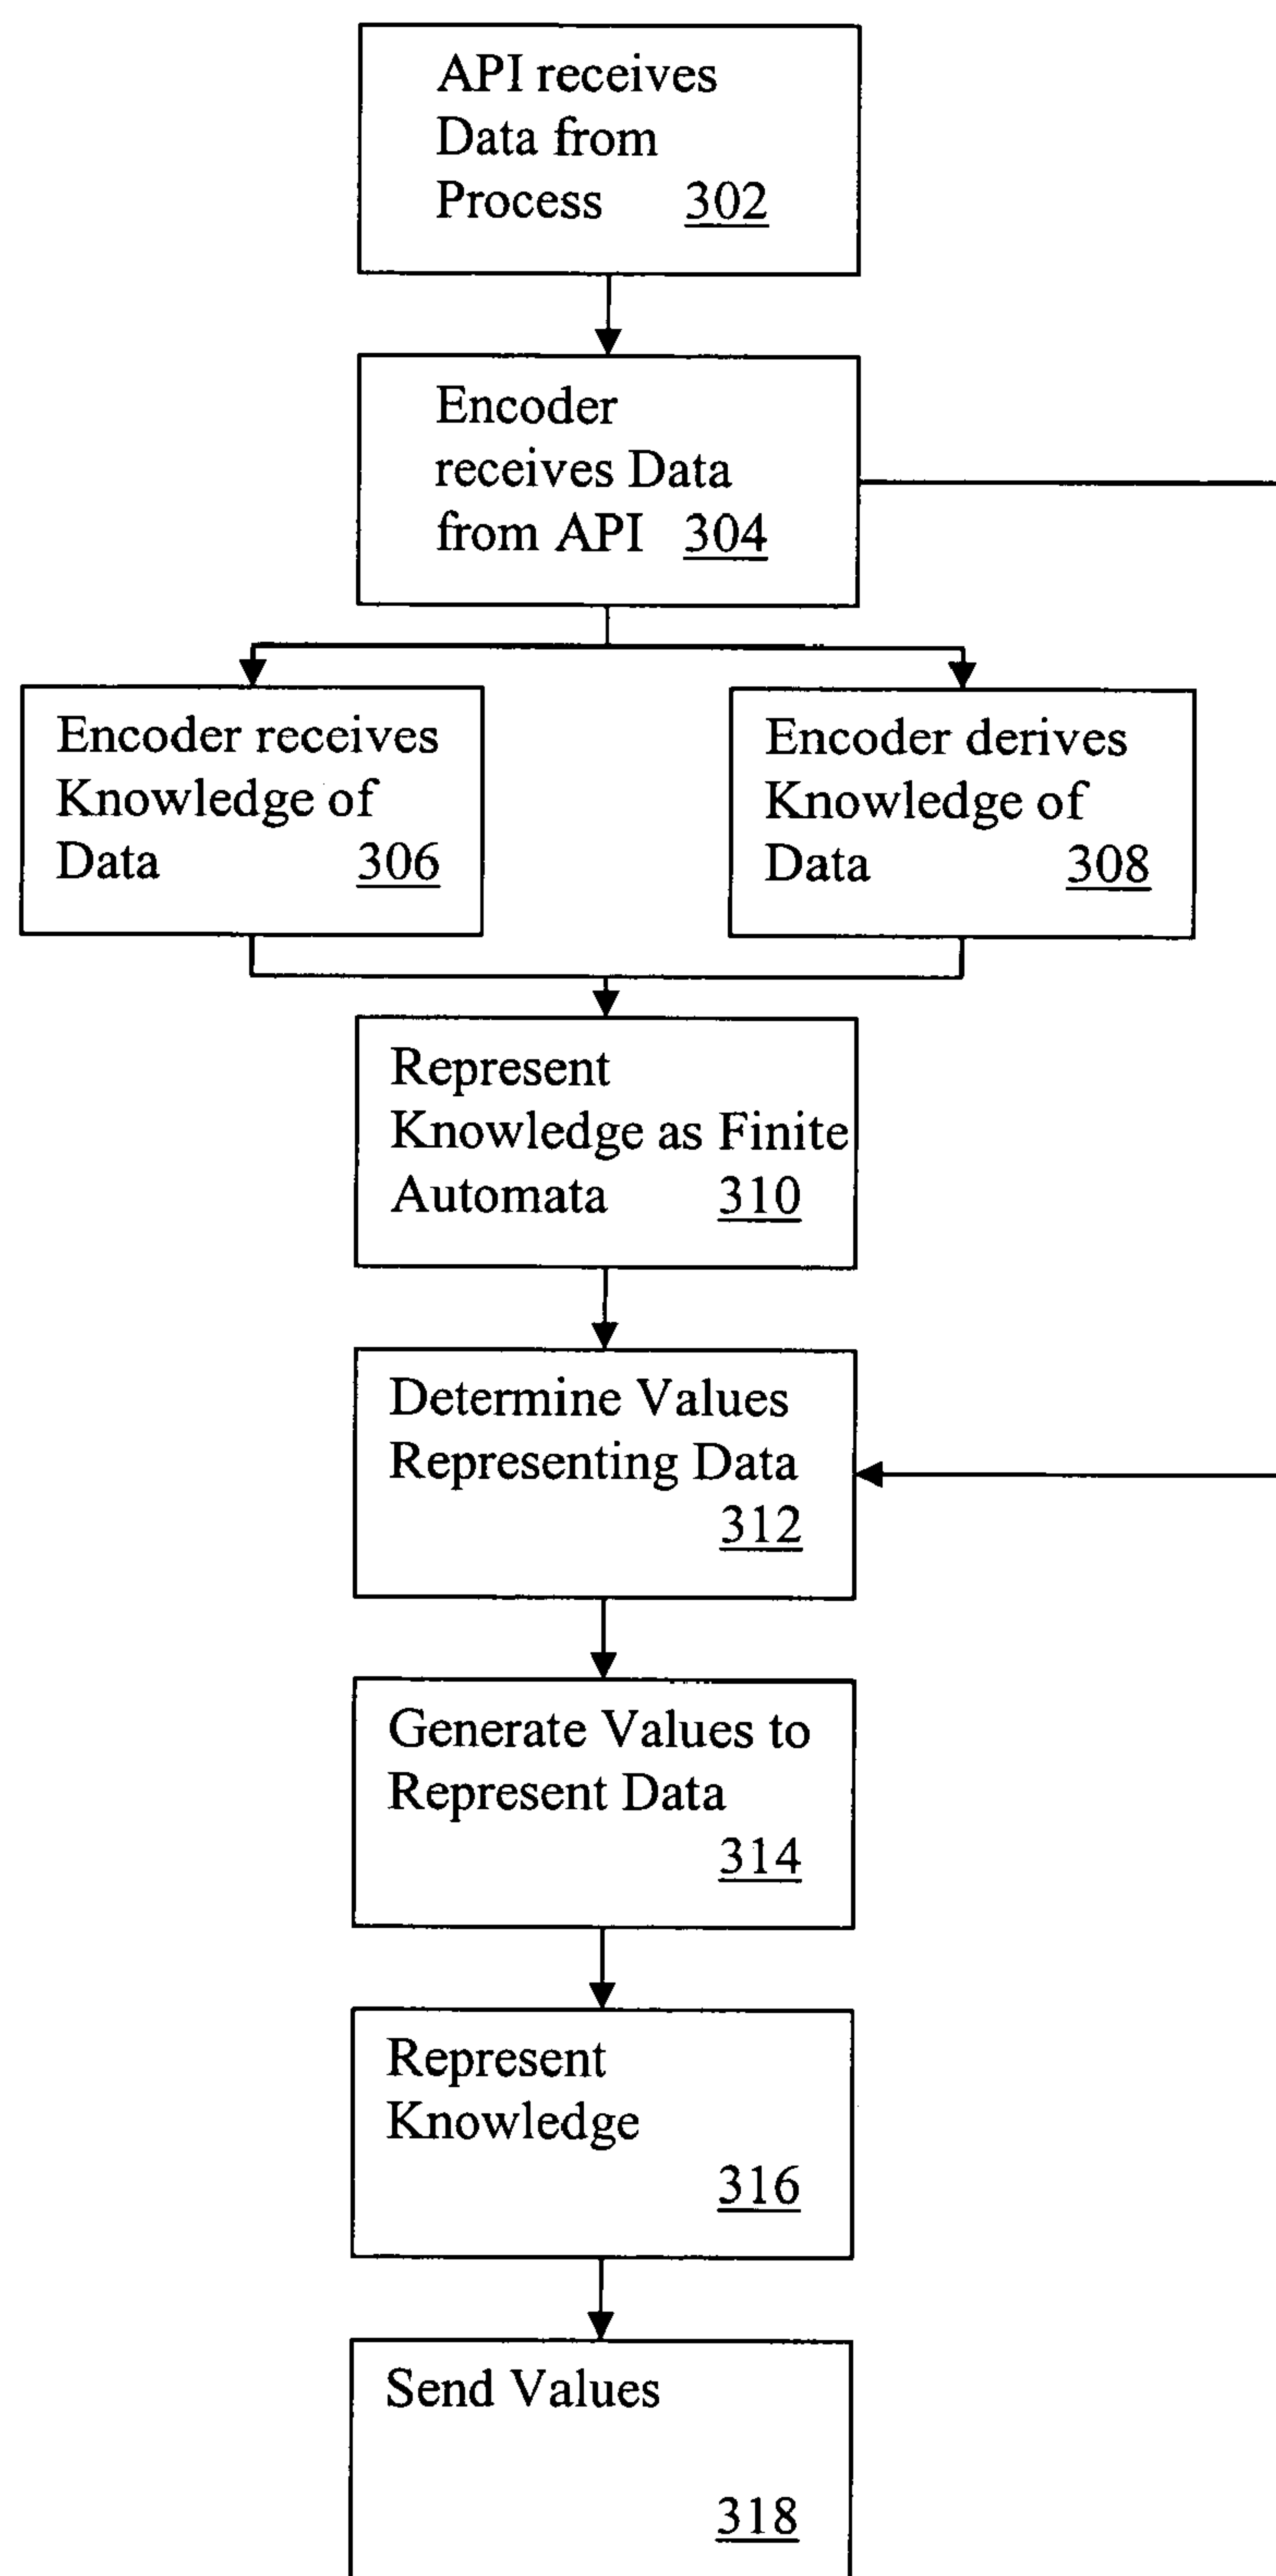 API receives
Data from
Process 302
Encoder
receives Data
from API 304
Encoder receives
Knowledge of
Data 306
Encoder derives
Knowledge of
Data 308
Represent
Knowledge as Finite
Automata 310
Determine Values
Representing Data
312
Generate Values to
Represent Data
314
Represent
Knowledge
316
Send Values
318